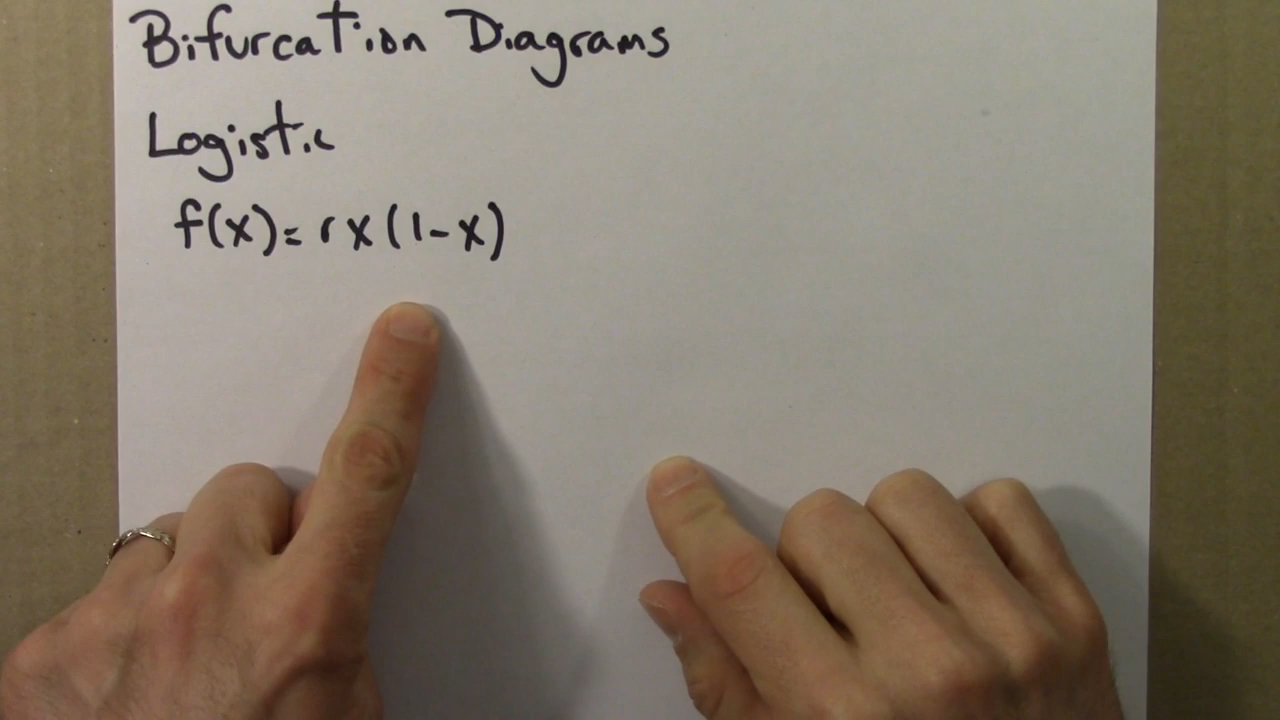 Bifurcation Diagrams
Logistic
f(x)= rx(1-x)